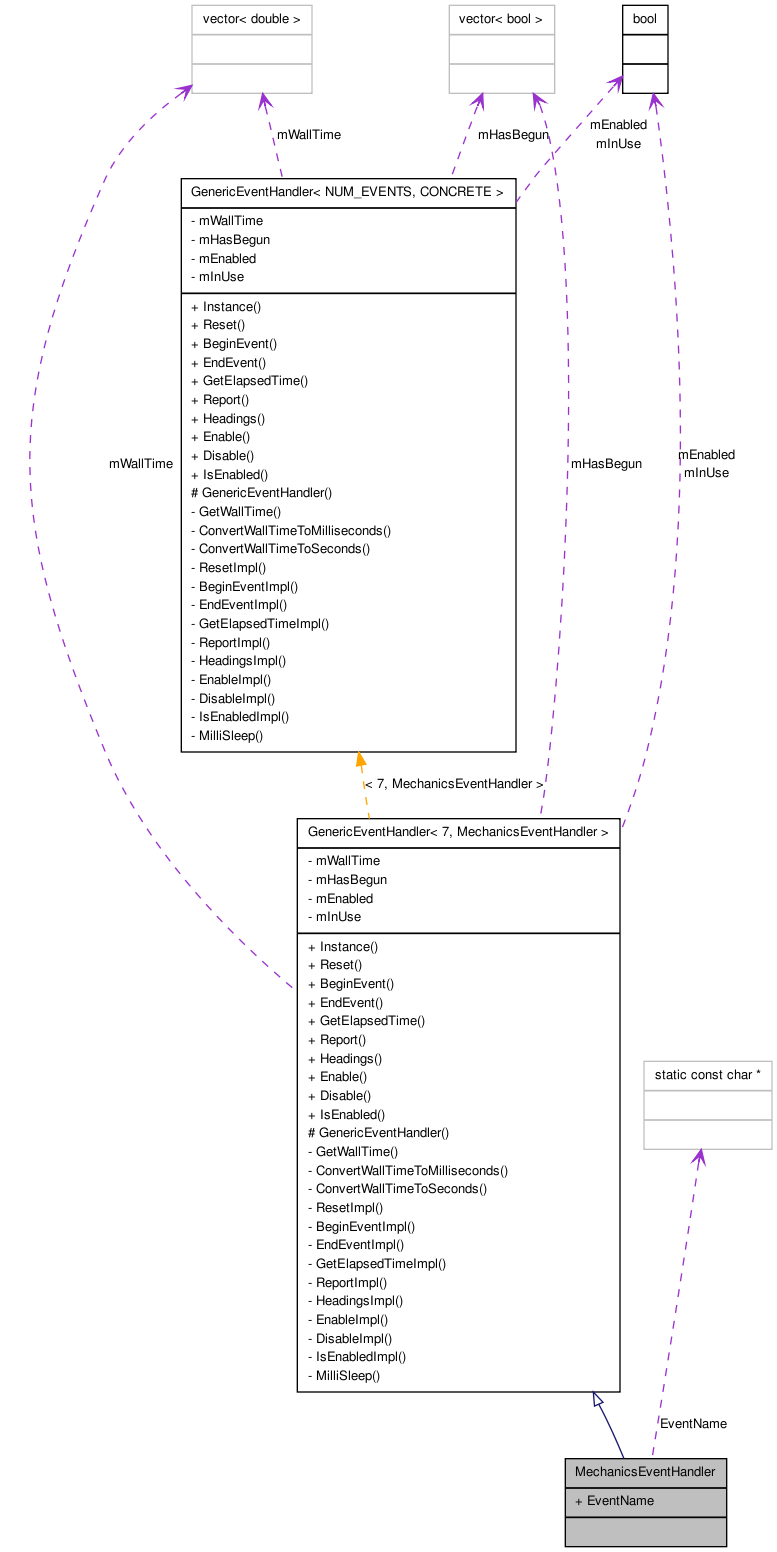 vector< double >
vector< bool >
bool
mWallTime
mHasBegun
mEnabled
mInUse
GenericEventHandler< NUM_EVENTS, CONCRETE >
- mWallTime
- mHasBegun
- mEnabled
- mInUse
+ Instance()
+ Reset()
+ BeginEvent()
+ EndEvent()
+ GetElapsedTime()
+ Report()
+ Headings()
+ Enable()
+ Disable()
+ IsEnabled()
# GenericEventHandler()
- GetWallTime()
- ConvertWallTimeToMilliseconds()
- ConvertWallTimeToSeconds()
- ResetImpl()
- BeginEventImpl()
- EndEventImpl()
- GetElapsedTimeImpl()
- ReportImpl()
- HeadingsImpl()
- EnableImpl()
- DisableImpl()
- IsEnabledImpl()
- MilliSleep()
mWallTime
mHasBegun
mEnabled
mInUse
< 7, MechanicsEventHandler >
GenericEventHandler< 7, MechanicsEventHandler >
- mWallTime
- mHasBegun
- mEnabled
- mInUse
+ Instance()
+ Reset()
+ BeginEvent()
+ EndEvent()
+ GetElapsedTime()
+ Report()
+ Headings()
+ Enable()
+ Disable()
+ IsEnabled()
# GenericEventHandler()
- GetWallTime()
- ConvertWallTimeToMilliseconds()
- ConvertWallTimeToSeconds()
- ResetImpl()
- BeginEventImpl()
- EndEventImpl()
- GetElapsedTimeImpl()
- ReportImpl()
- HeadingsImpl()
- EnableImpl()
- DisableImpl()
- IsEnabledImpl()
- MilliSleep()
static const char *
EventName
MechanicsEventHandler
+ EventName